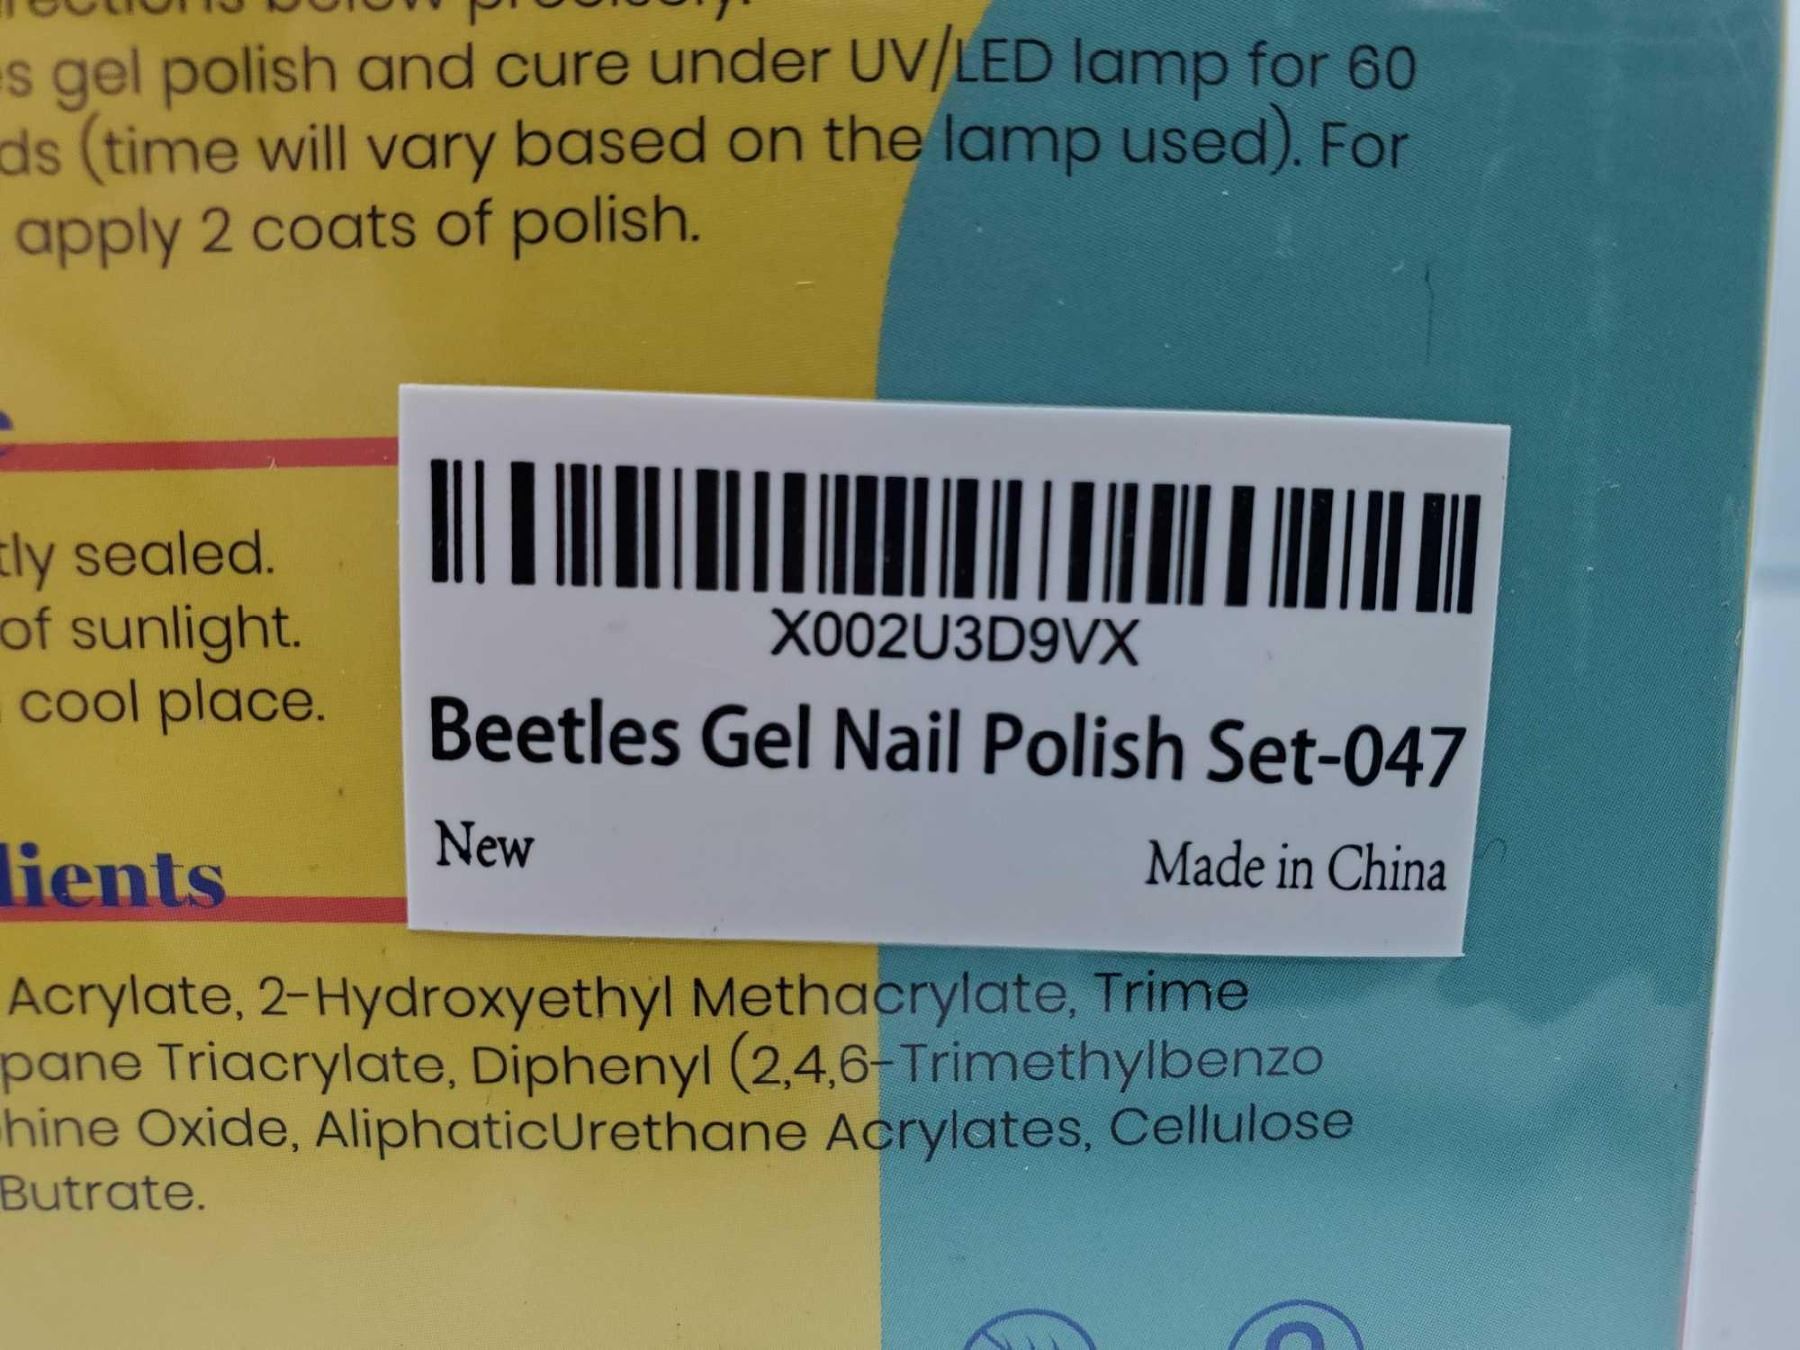 below precisely.
s gel polish and cure under UV/LED lamp for 60
ds (time will vary based on the lamp used). For
apply 2 coats of polish.
tly sealed.
of sunlight.
cool place.
X002U3D9VX
Beetles Gel Nail Polish Set-047
New
Made in China
dients
Acrylate, 2-Hydroxyethyl Methacrylate, Trime
pane Triacrylate, Diphenyl (2,4,6-Trimethylbenzo
hine Oxide, AliphaticUrethane Acrylates, Cellulose
Butrate.